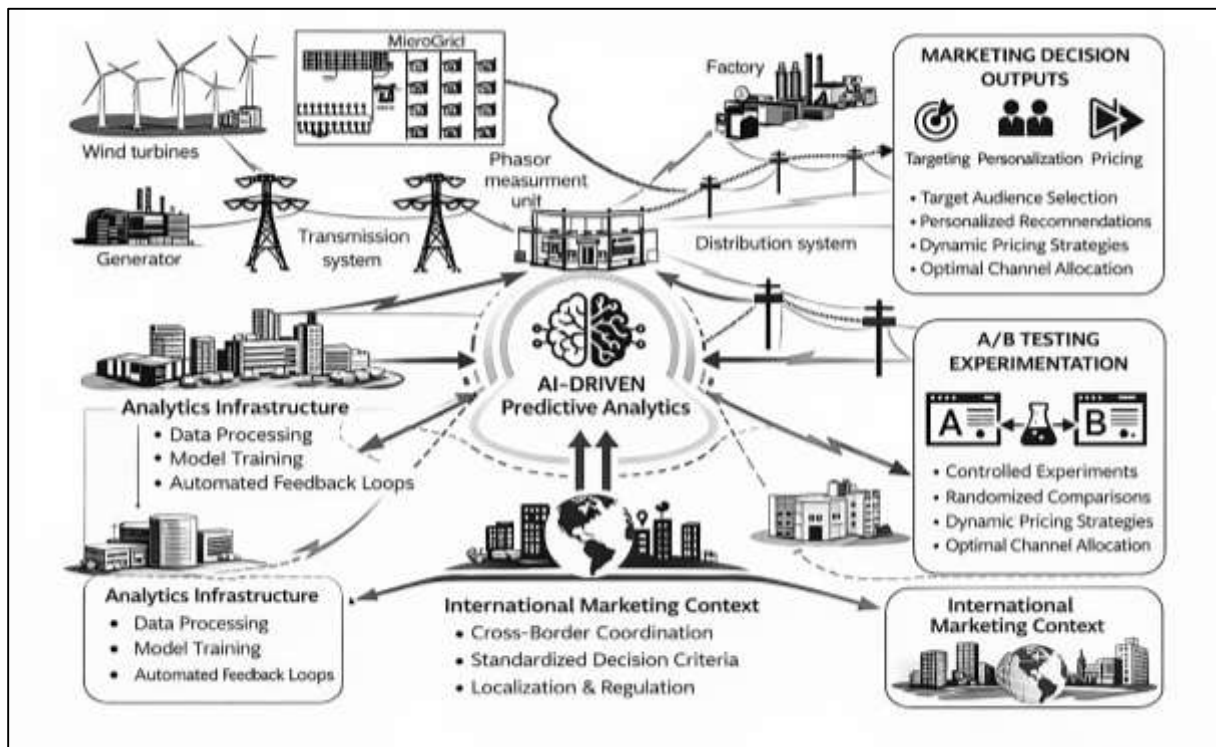 MieroGricl
Wind turbines
Phasor
measurment
unit
Factory
Generator
Transmission
system
Distribution system
MARKETING DECISION
OUTPUTS
Targeting Personalization Pricing
• Target Audience Selection
• Personalized Recomnendations
• Dynamic Pricing Strategies
• Optimal Channel Allocation
AI-DRIVEN
Predictive Analytics
Analytics Infrastructure
• Data Processing
• Model Training
• Automated Feedback Loops
A/B TESTING
EXPERIMENTATION
A
B
• Controlled Experiments
• Randomized Comparisons
• Dynamic Pricing Strategies
• Optimal Channel Allocation
Analytics Infrastructure
• Data Processing
• Model Training
• Automated Feedback Loops
International Marketing Context
• Cross-Border Coordination
• Standardized Decision Criteria
• Localization & Regulation
International
Marketing Context